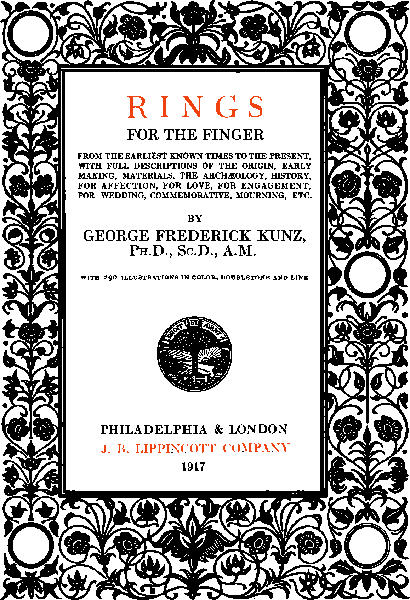 RINGS
FOR THE FINGER
FROM THE EARLIEST KNOWN TIMES TO THE PRESENT,
WITH FULL DESCRIPTIONS OF THE ORIGIN, EARLY
MAKING, MATERIALS, THE ARCHÆOLOGY, HISTORY,
FOR AFFECTION, FOR LOVE, FOR ENGAGEMENT,
FOR WEDDING, COMMEMORATIVE, MOURNING, ETC.
BY
GEORGE FREDERICK KUNZ,
PH.D., SC.D., A.M.
WITH 290 ILLUSTRATIONS IN COLOR, DOUBLETONE AND LINE
PHILADELPHIA & LONDON
J. B. LIPPINCOTT COMPANY
1917